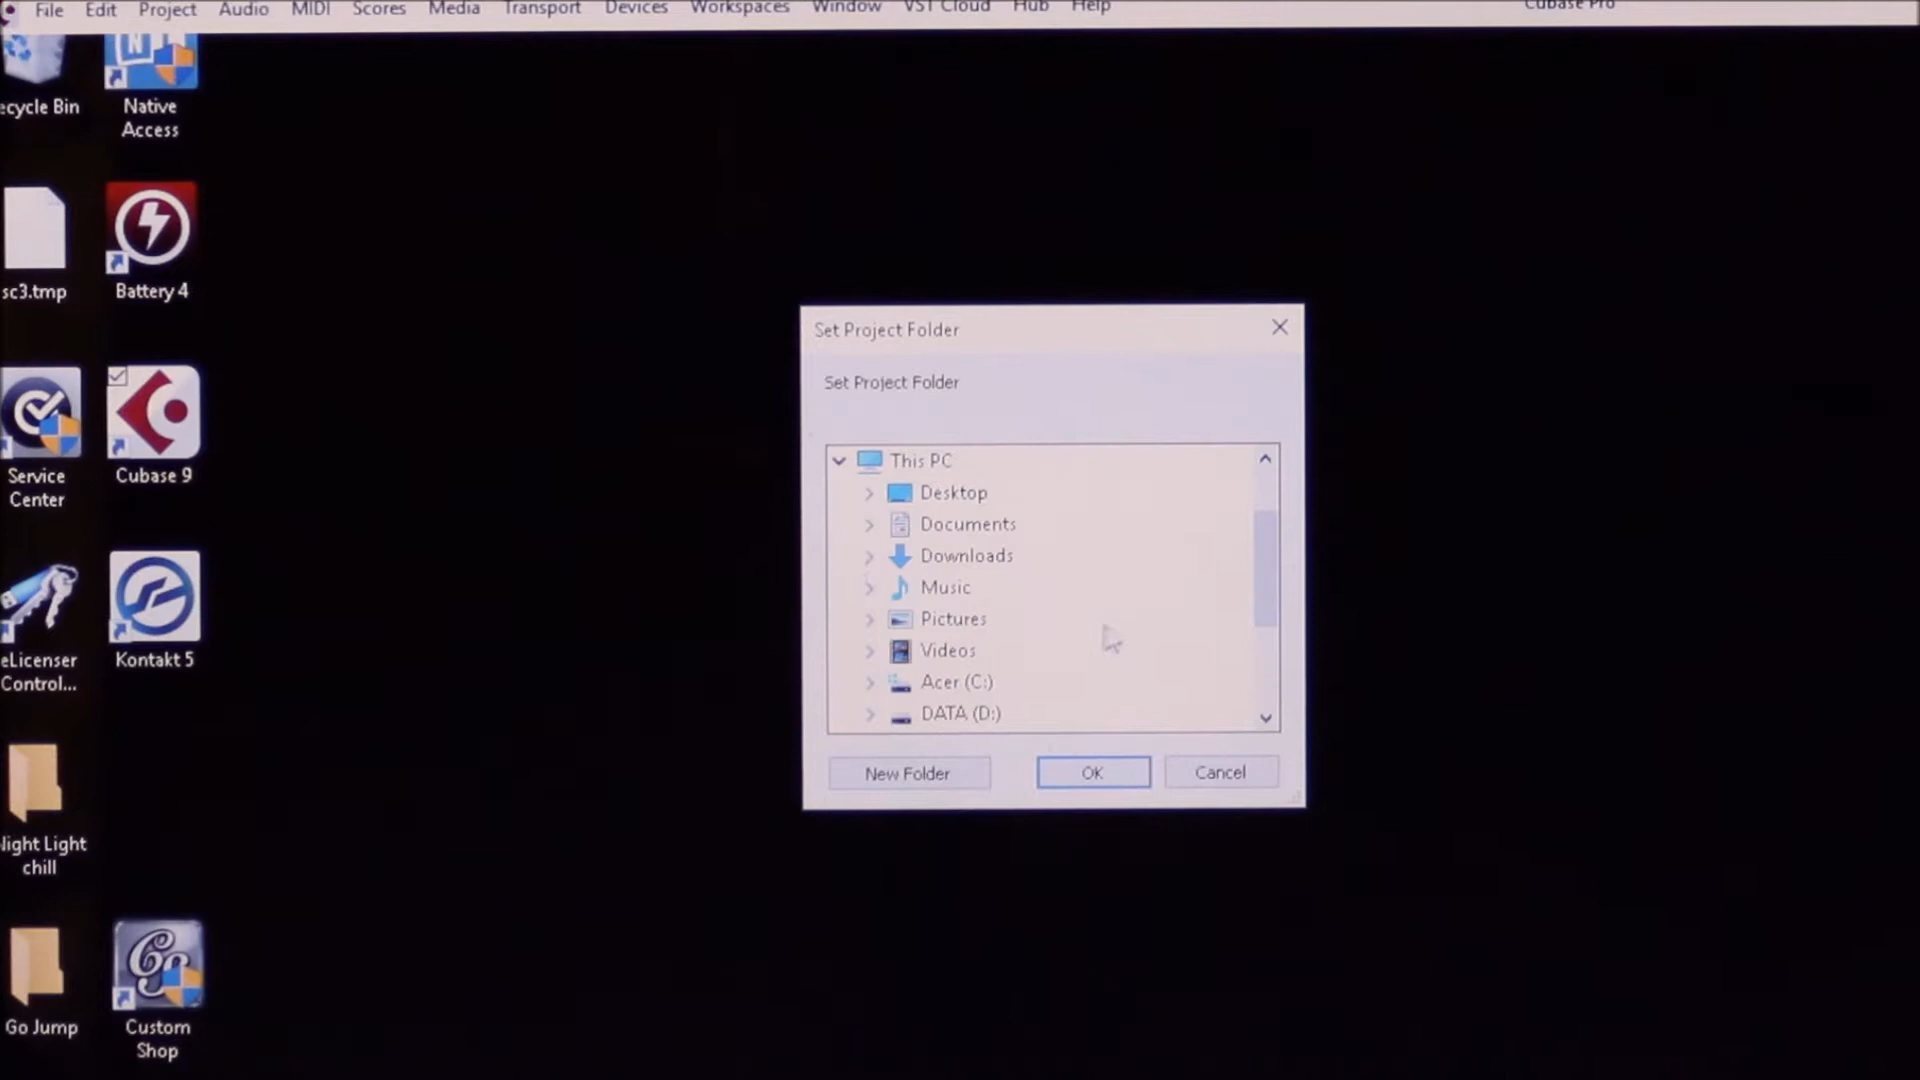 File Edit Project Audio MIDI Scores Media Transport Devices Workspaces Window VST Cloud Hub Help Cubase Pro
ecycle Bin
Native
Access
sc3.tmp
Battery 4
Service
Center
Cubase 9
eLicenser
Control...
Kontakt 5
Night Light
chill
Go Jump
Custom
Shop
Set Project Folder
Set Project Folder
This PC
Desktop
Documents
Downloads
Music
Pictures
Videos
Acer (C:)
DATA (D:)
New Folder OK Cancel